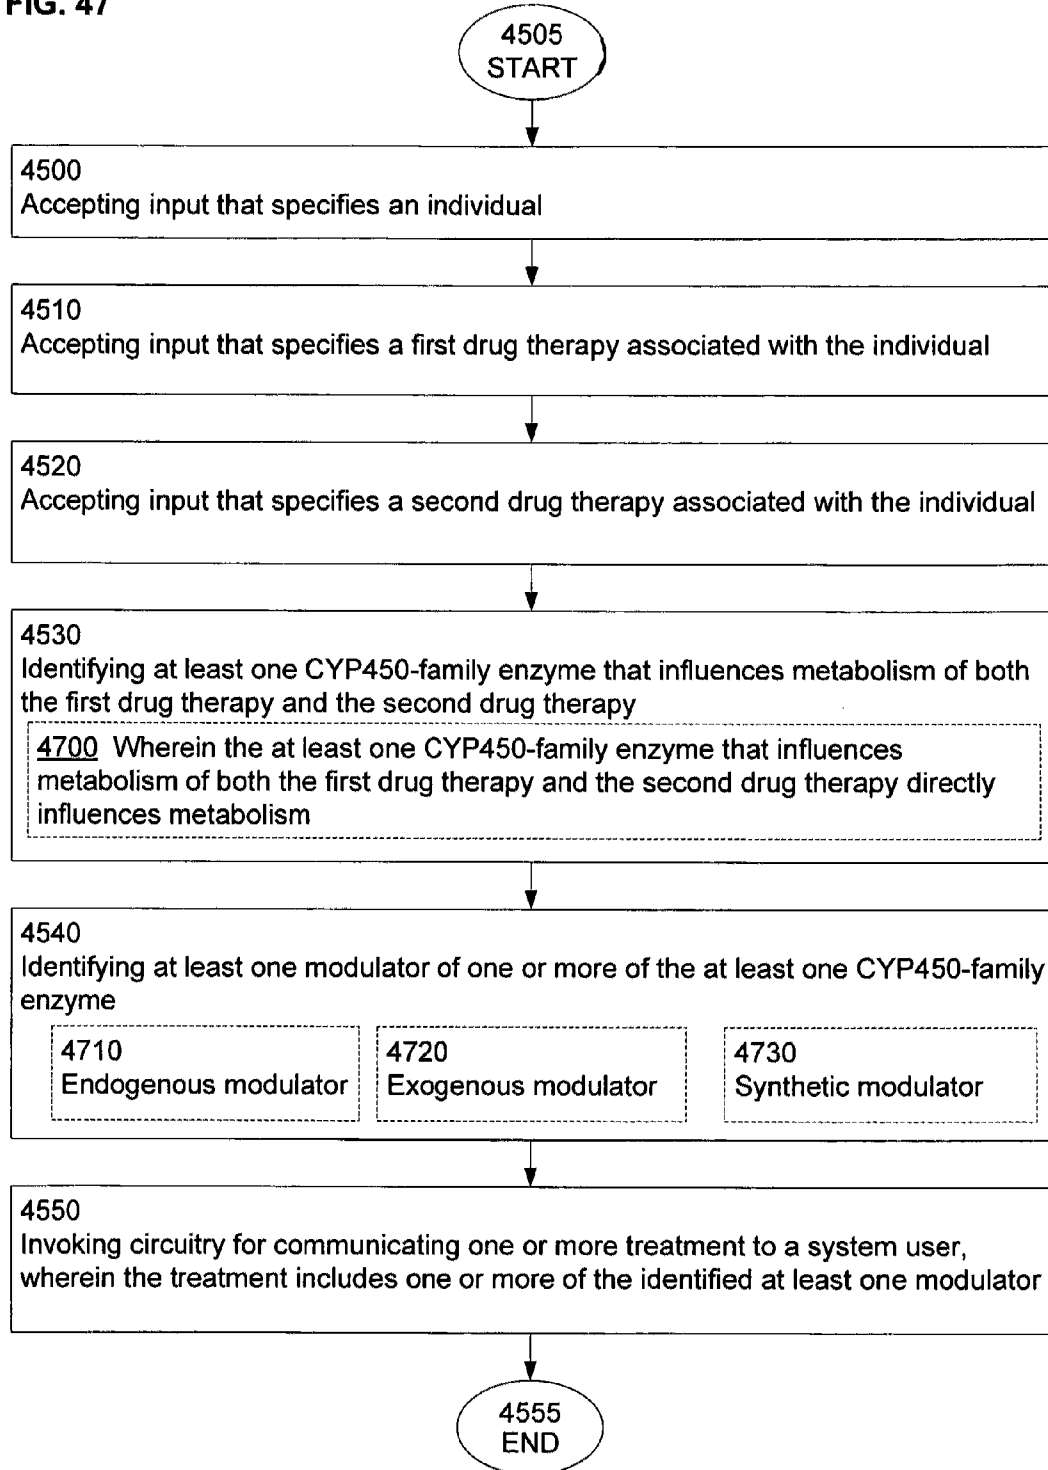 FIG. 47
4505
START
4500
Accepting input that specifies an individual
4510
Accepting input that specifies a first drug therapy associated with the individual
4520
Accepting input that specifies a second drug therapy associated with the individual
4530
Identifying at least one CYP450-family enzyme that influences metabolism of both
the first drug therapy and the second drug therapy
4700 Wherein the at least one CYP450-family enzyme that influences
metabolism of both the first drug therapy and the second drug therapy directly
influences metabolism
4540
Identifying at least one modulator of one or more of the at least one CYP450-family
enzyme
4710
Endogenous modulator
4720
Exogenous modulator
4730
Synthetic modulator
4550
Invoking circuitry for communicating one or more treatment to a system user,
wherein the treatment includes one or more of the identified at least one modulator
4555
END